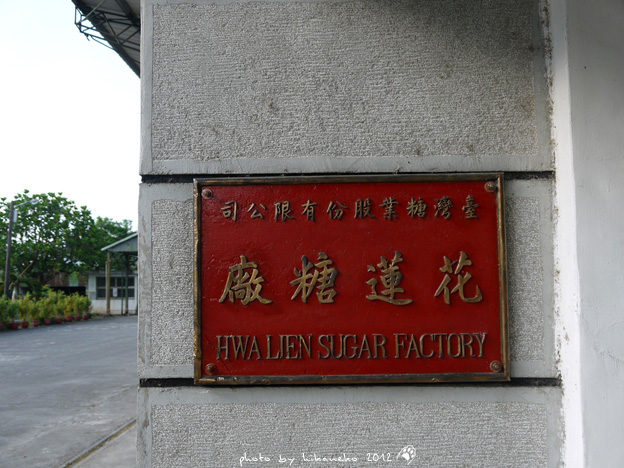 臺灣糖業股份有限公司
花蓮糖廠
HWA LIEN SUGAR FACTORY
photo by hihaneko 2012